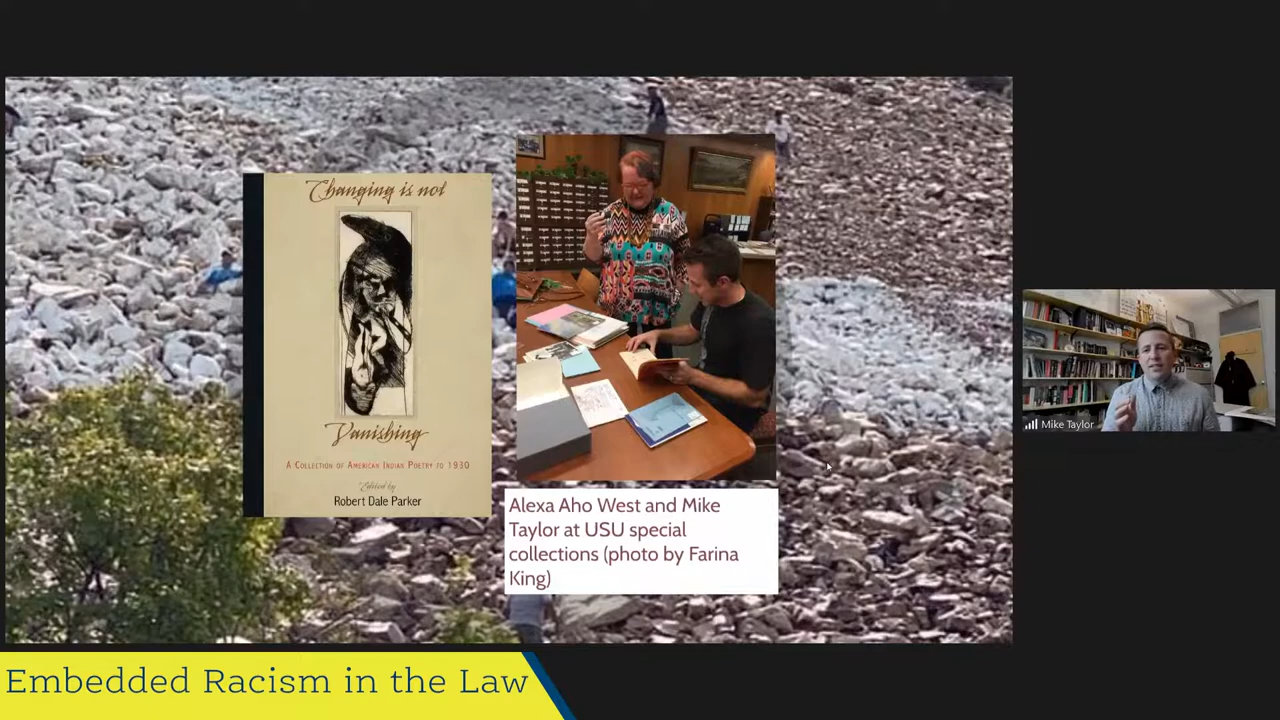 Changing is not
Vanishing
A Collection of American Indian Poetry to 1930
Edited by
Robert Dale Parker
Alexa Aho West and Mike
Taylor at USU special
collections (photo by Farina
King)
Mike Taylor
Embedded Racism in the Law